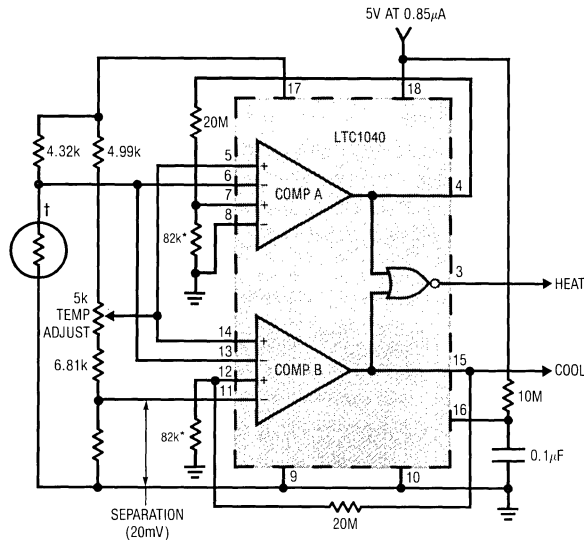 5V AT 0.85μA
17
18
20M
LTC1040
4.32k
4.99k
5
6
7
8
COMP A
4
†
82k*
3
HEAT
5k
TEMP
ADJUST
14
13
12
11
COMP B
15
COOL
6.81k
10M
16
82k*
0.1μF
9
10
SEPARATION
(20mV)
20M